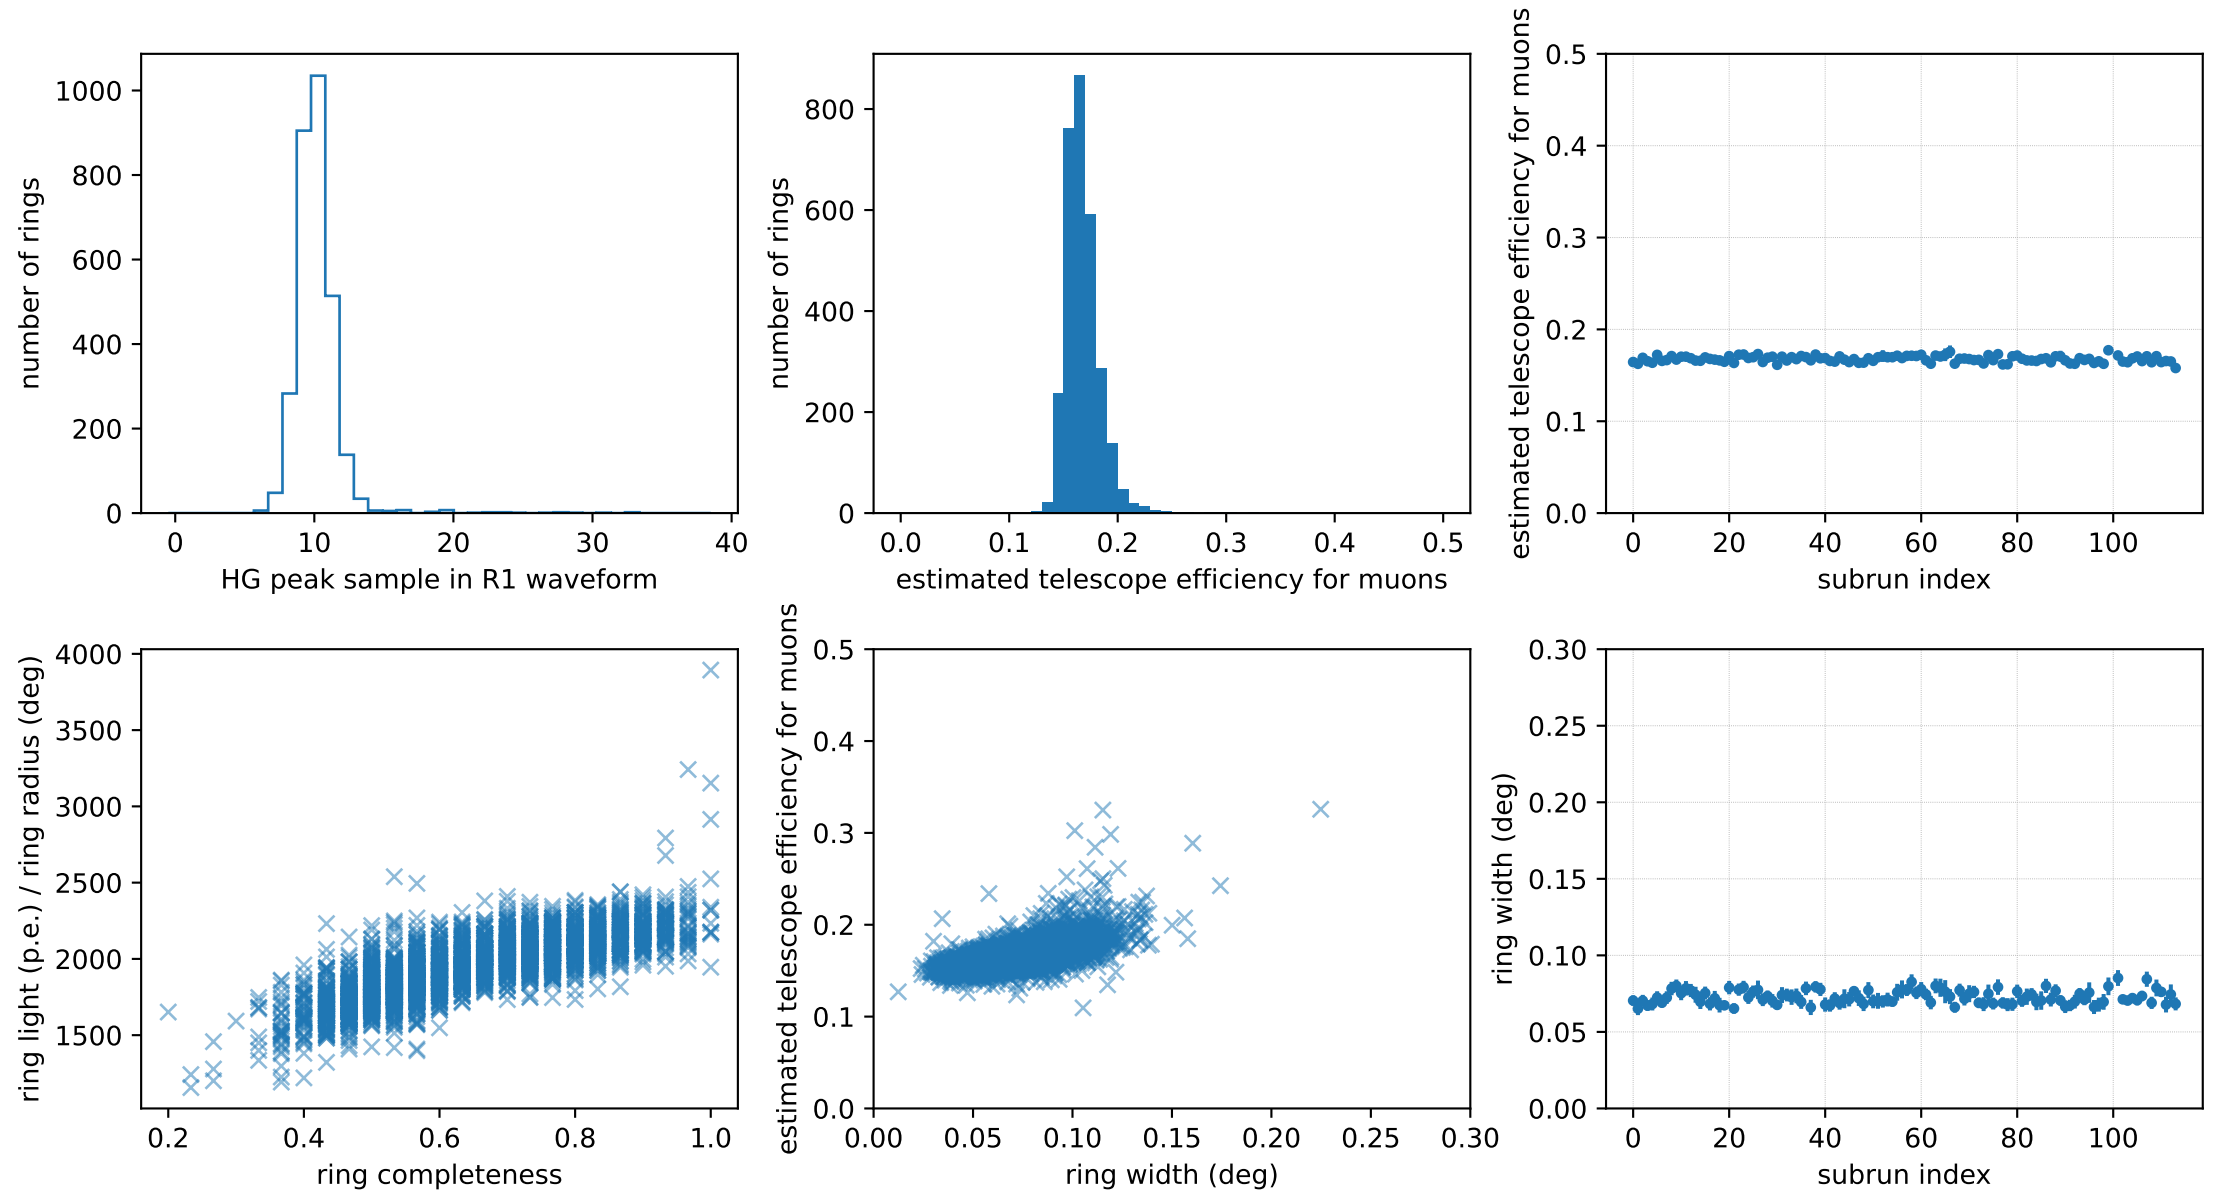 1000
800
600
400
200
0
number of rings
0 10 20 30 40
HG peak sample in R1 waveform
800
600
400
200
0
number of rings
0.0 0.1 0.2 0.3 0.4 0.5
estimated telescope efficiency for muons
0.5
0.4
0.3
0.2
0.1
0.0
estimated telescope efficiency for muons
0 20 40 60 80 100
subrun index
4000
3500
3000
2500
2000
1500
ring light (p.e.) / ring radius (deg)
0.2 0.4 0.6 0.8 1.0
ring completeness
0.5
0.4
0.3
0.2
0.1
0.0
estimated telescope efficiency for muons
0.00 0.05 0.10 0.15 0.20 0.25 0.30
ring width (deg)
0.30
0.25
0.20
0.15
0.10
0.05
0.00
ring width (deg)
0 20 40 60 80 100
subrun index